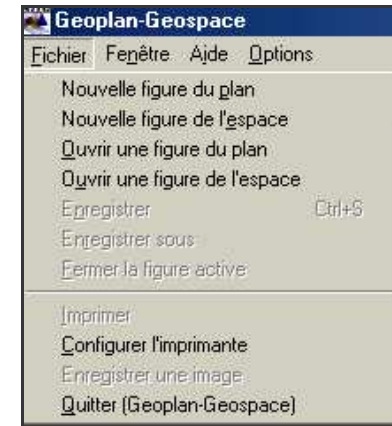 Geoplan-Geospace
Fichier Fenêtre Aide Options
Nouvelle figure du plan
Nouvelle figure de l'espace
Ouvrir une figure du plan
Ouvrir une figure de l'espace
Enregistrer Ctrl+S
Enregistrer sous
Fermer la figure active
Imprimer
Configurer l'imprimante
Enregistrer une image
Quitter (Geoplan-Geospace)